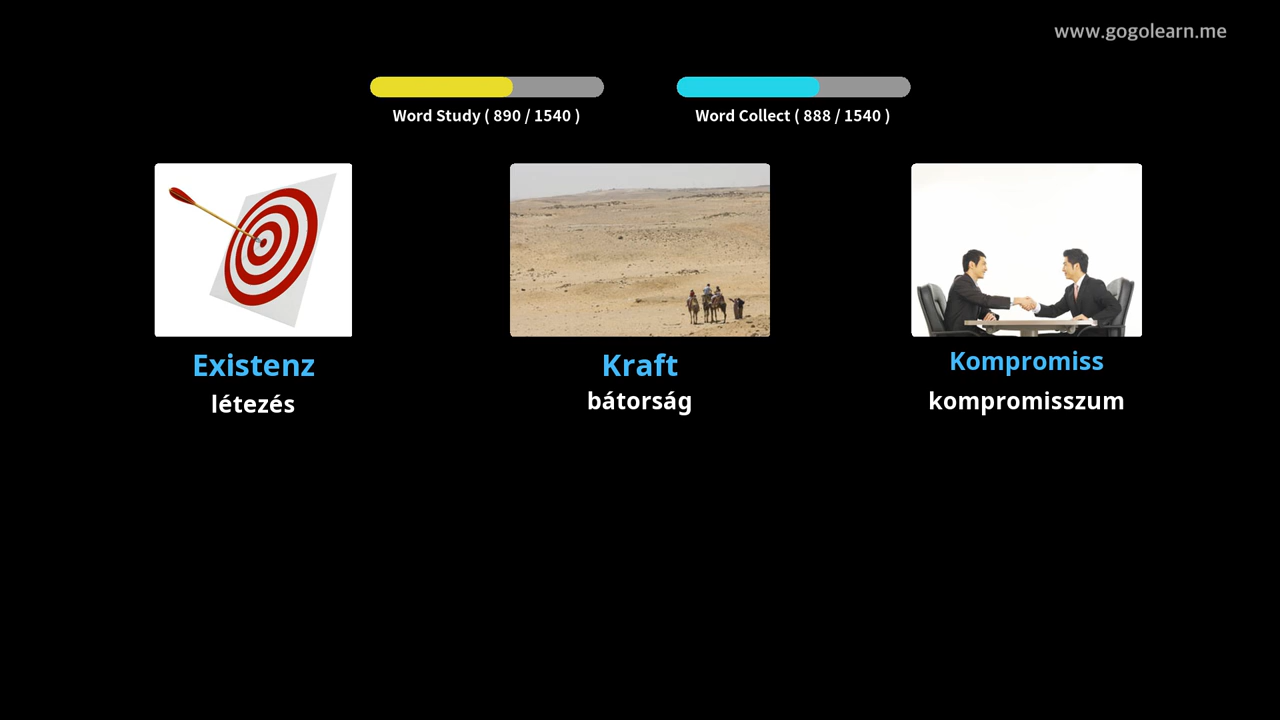 www.gogolearn.me
Word Study ( 890 / 1540 )
Word Collect ( 888 / 1540 )
Existenz
létezés
Kraft
bátorság
Kompromiss
kompromisszum